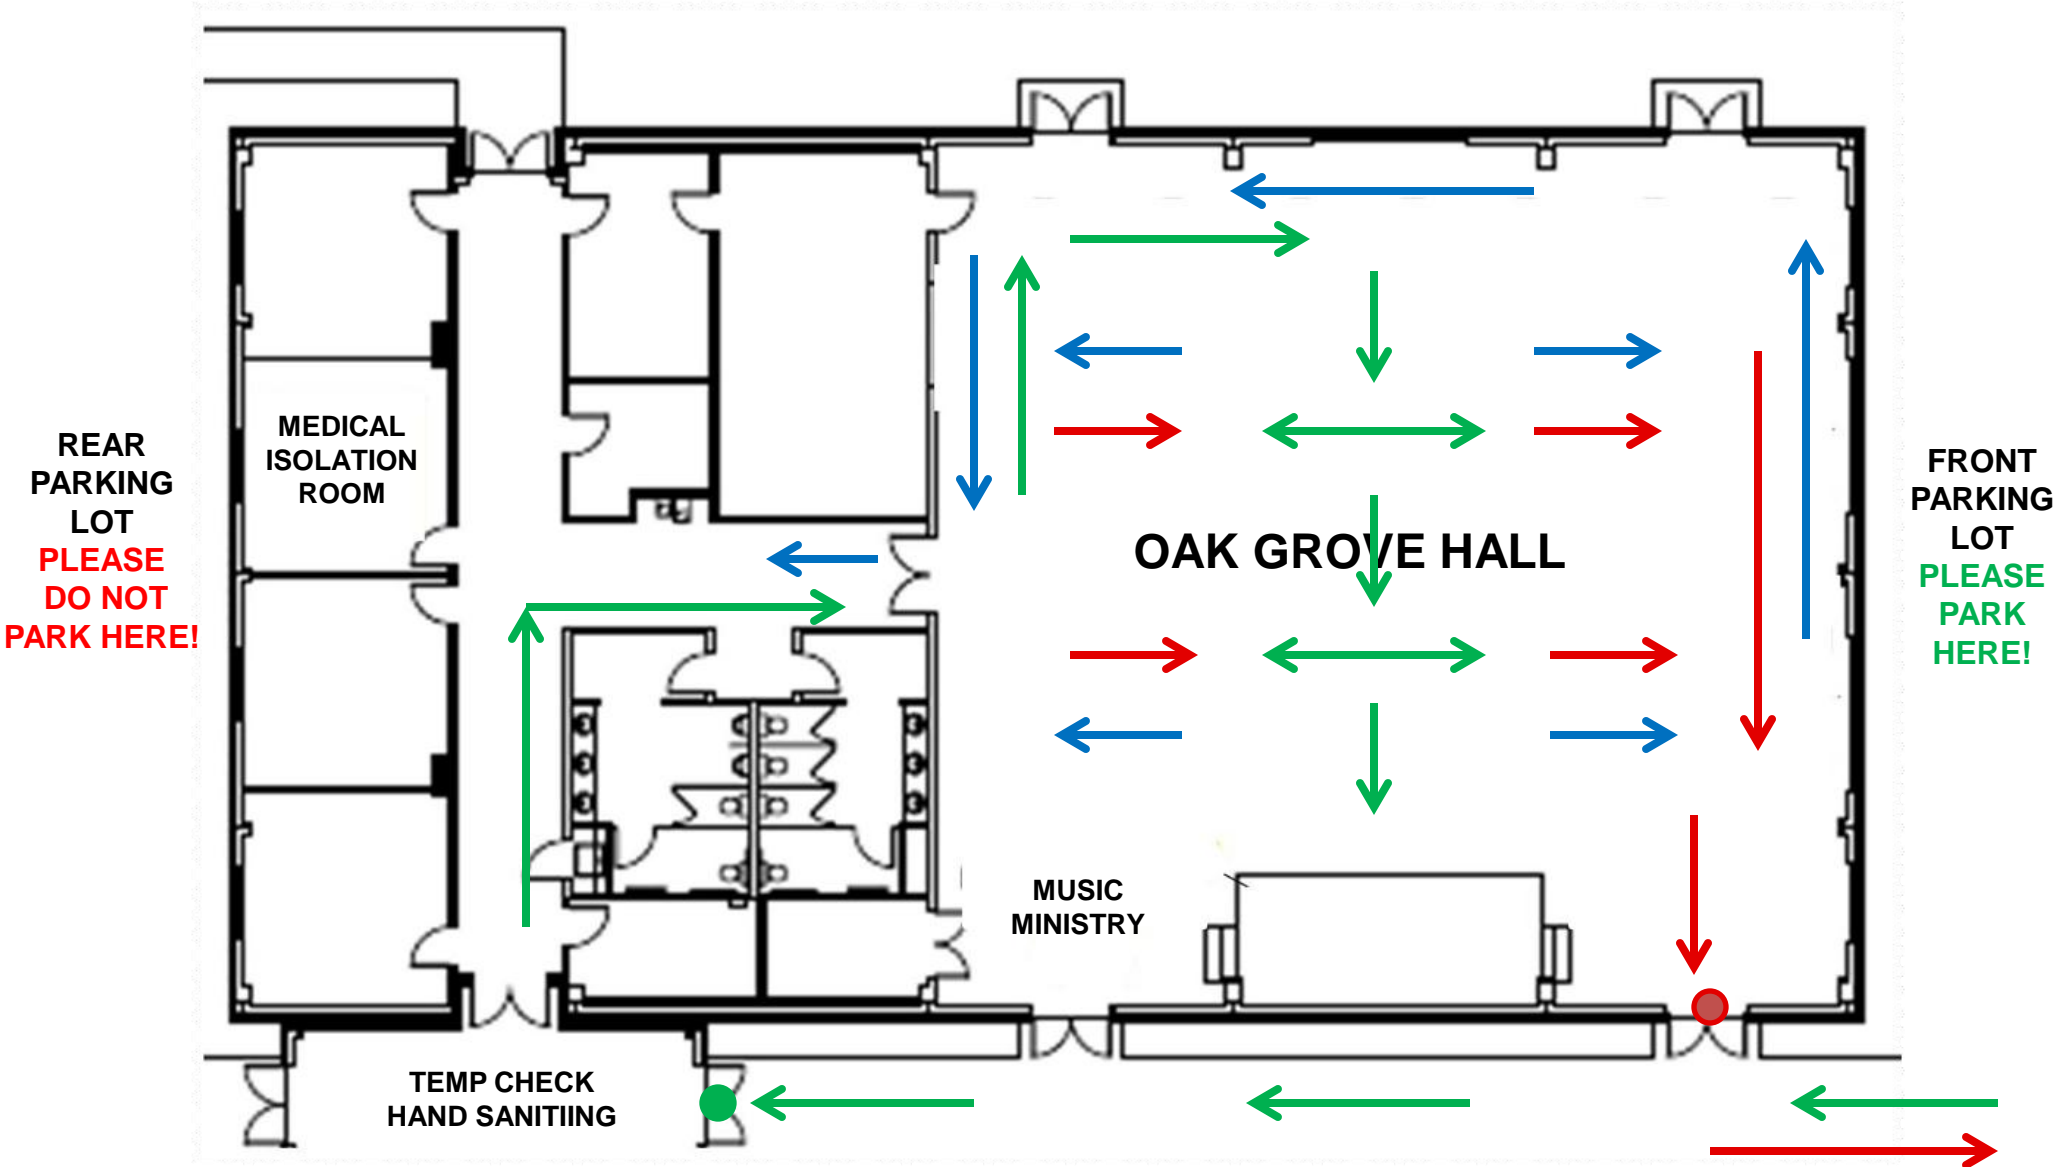 REAR
PARKING
LOT
PLEASE
DO NOT
PARK HERE!
MEDICAL
ISOLATION
ROOM
OAK GROVE HALL
FRONT
PARKING
LOT
PLEASE
PARK
HERE!
MUSIC
MINISTRY
TEMP CHECK
HAND SANITIING